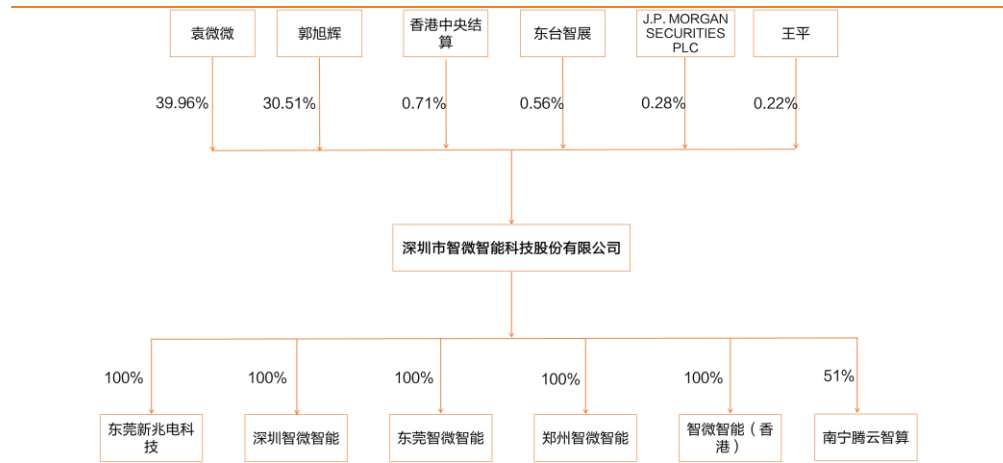 袁微微
郭旭辉
香港中央结
算
东台智展
J.P. MORGAN
SECURITIES
PLC
王平
39.96%
30.51%
0.71%
0.56%
0.28%
0.22%
深圳市智微智能科技股份有限公司
100%
100%
100%
100%
100%
51%
东莞新兆电科
技
深圳智微智能
东莞智微智能
郑州智微智能
智微智能（香
港）
南宁腾云智算